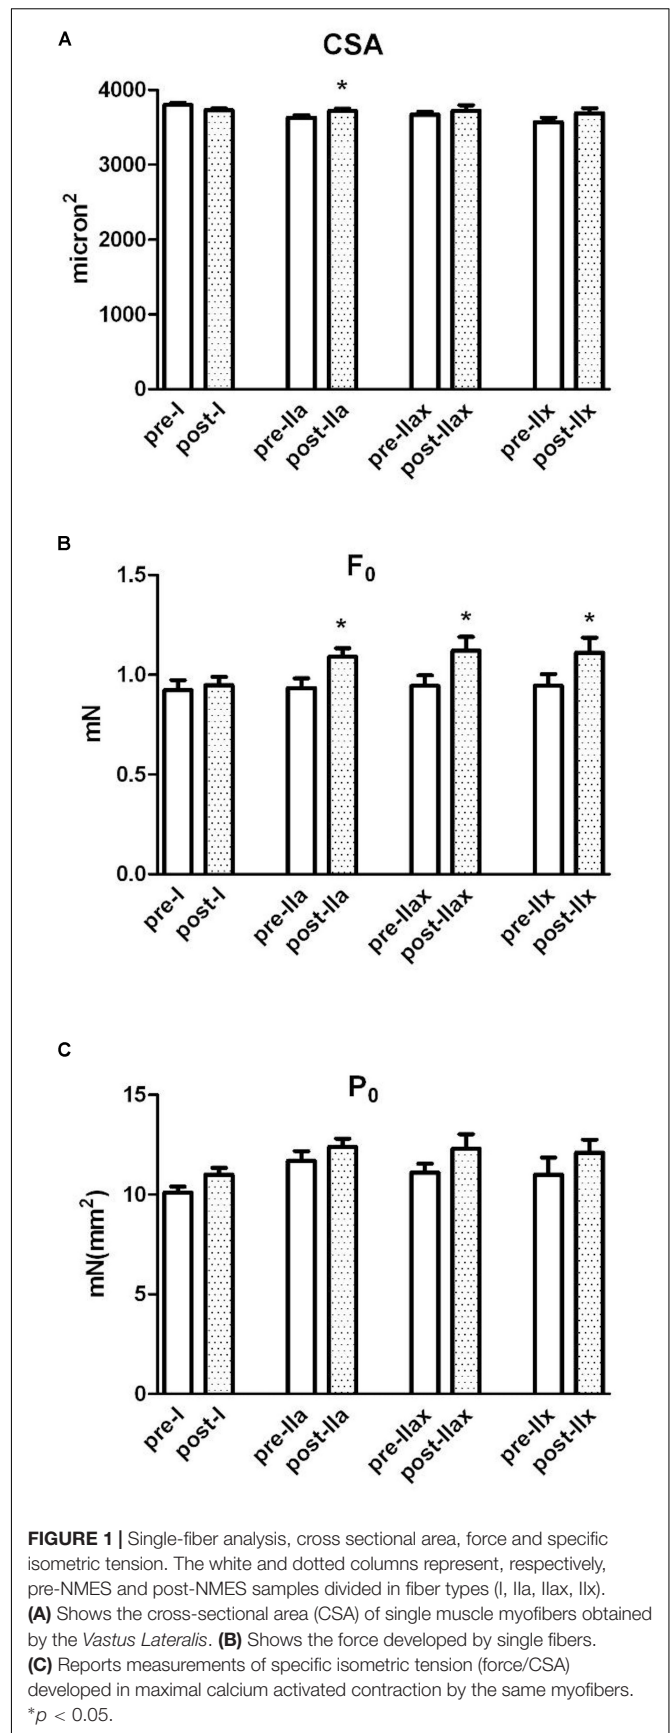 A
CSA
4000
3000
2000
1000
0
micron²
*
pre-I
post-I
pre-IIa
post-IIa
pre-IIax
post-IIax
pre-IIx
post-IIx
B
F₀
1.5
1.0
0.5
0.0
mN
*
*
*
pre-I
post-I
pre-IIa
post-IIa
pre-IIax
post-IIax
pre-IIx
post-IIx
C
P₀
15
10
5
0
mN(mm²)
pre-I
post-I
pre-IIa
post-IIa
pre-IIax
post-IIax
pre-IIx
post-IIx
FIGURE 1 | Single-fiber analysis, cross sectional area, force and specific
isometric tension. The white and dotted columns represent, respectively,
pre-NMES and post-NMES samples divided in fiber types (I, IIa, IIax, IIx).
(A) Shows the cross-sectional area (CSA) of single muscle myofibers obtained
by the Vastus Lateralis. (B) Shows the force developed by single fibers.
(C) Reports measurements of specific isometric tension (force/CSA)
developed in maximal calcium activated contraction by the same myofibers.
*p < 0.05.